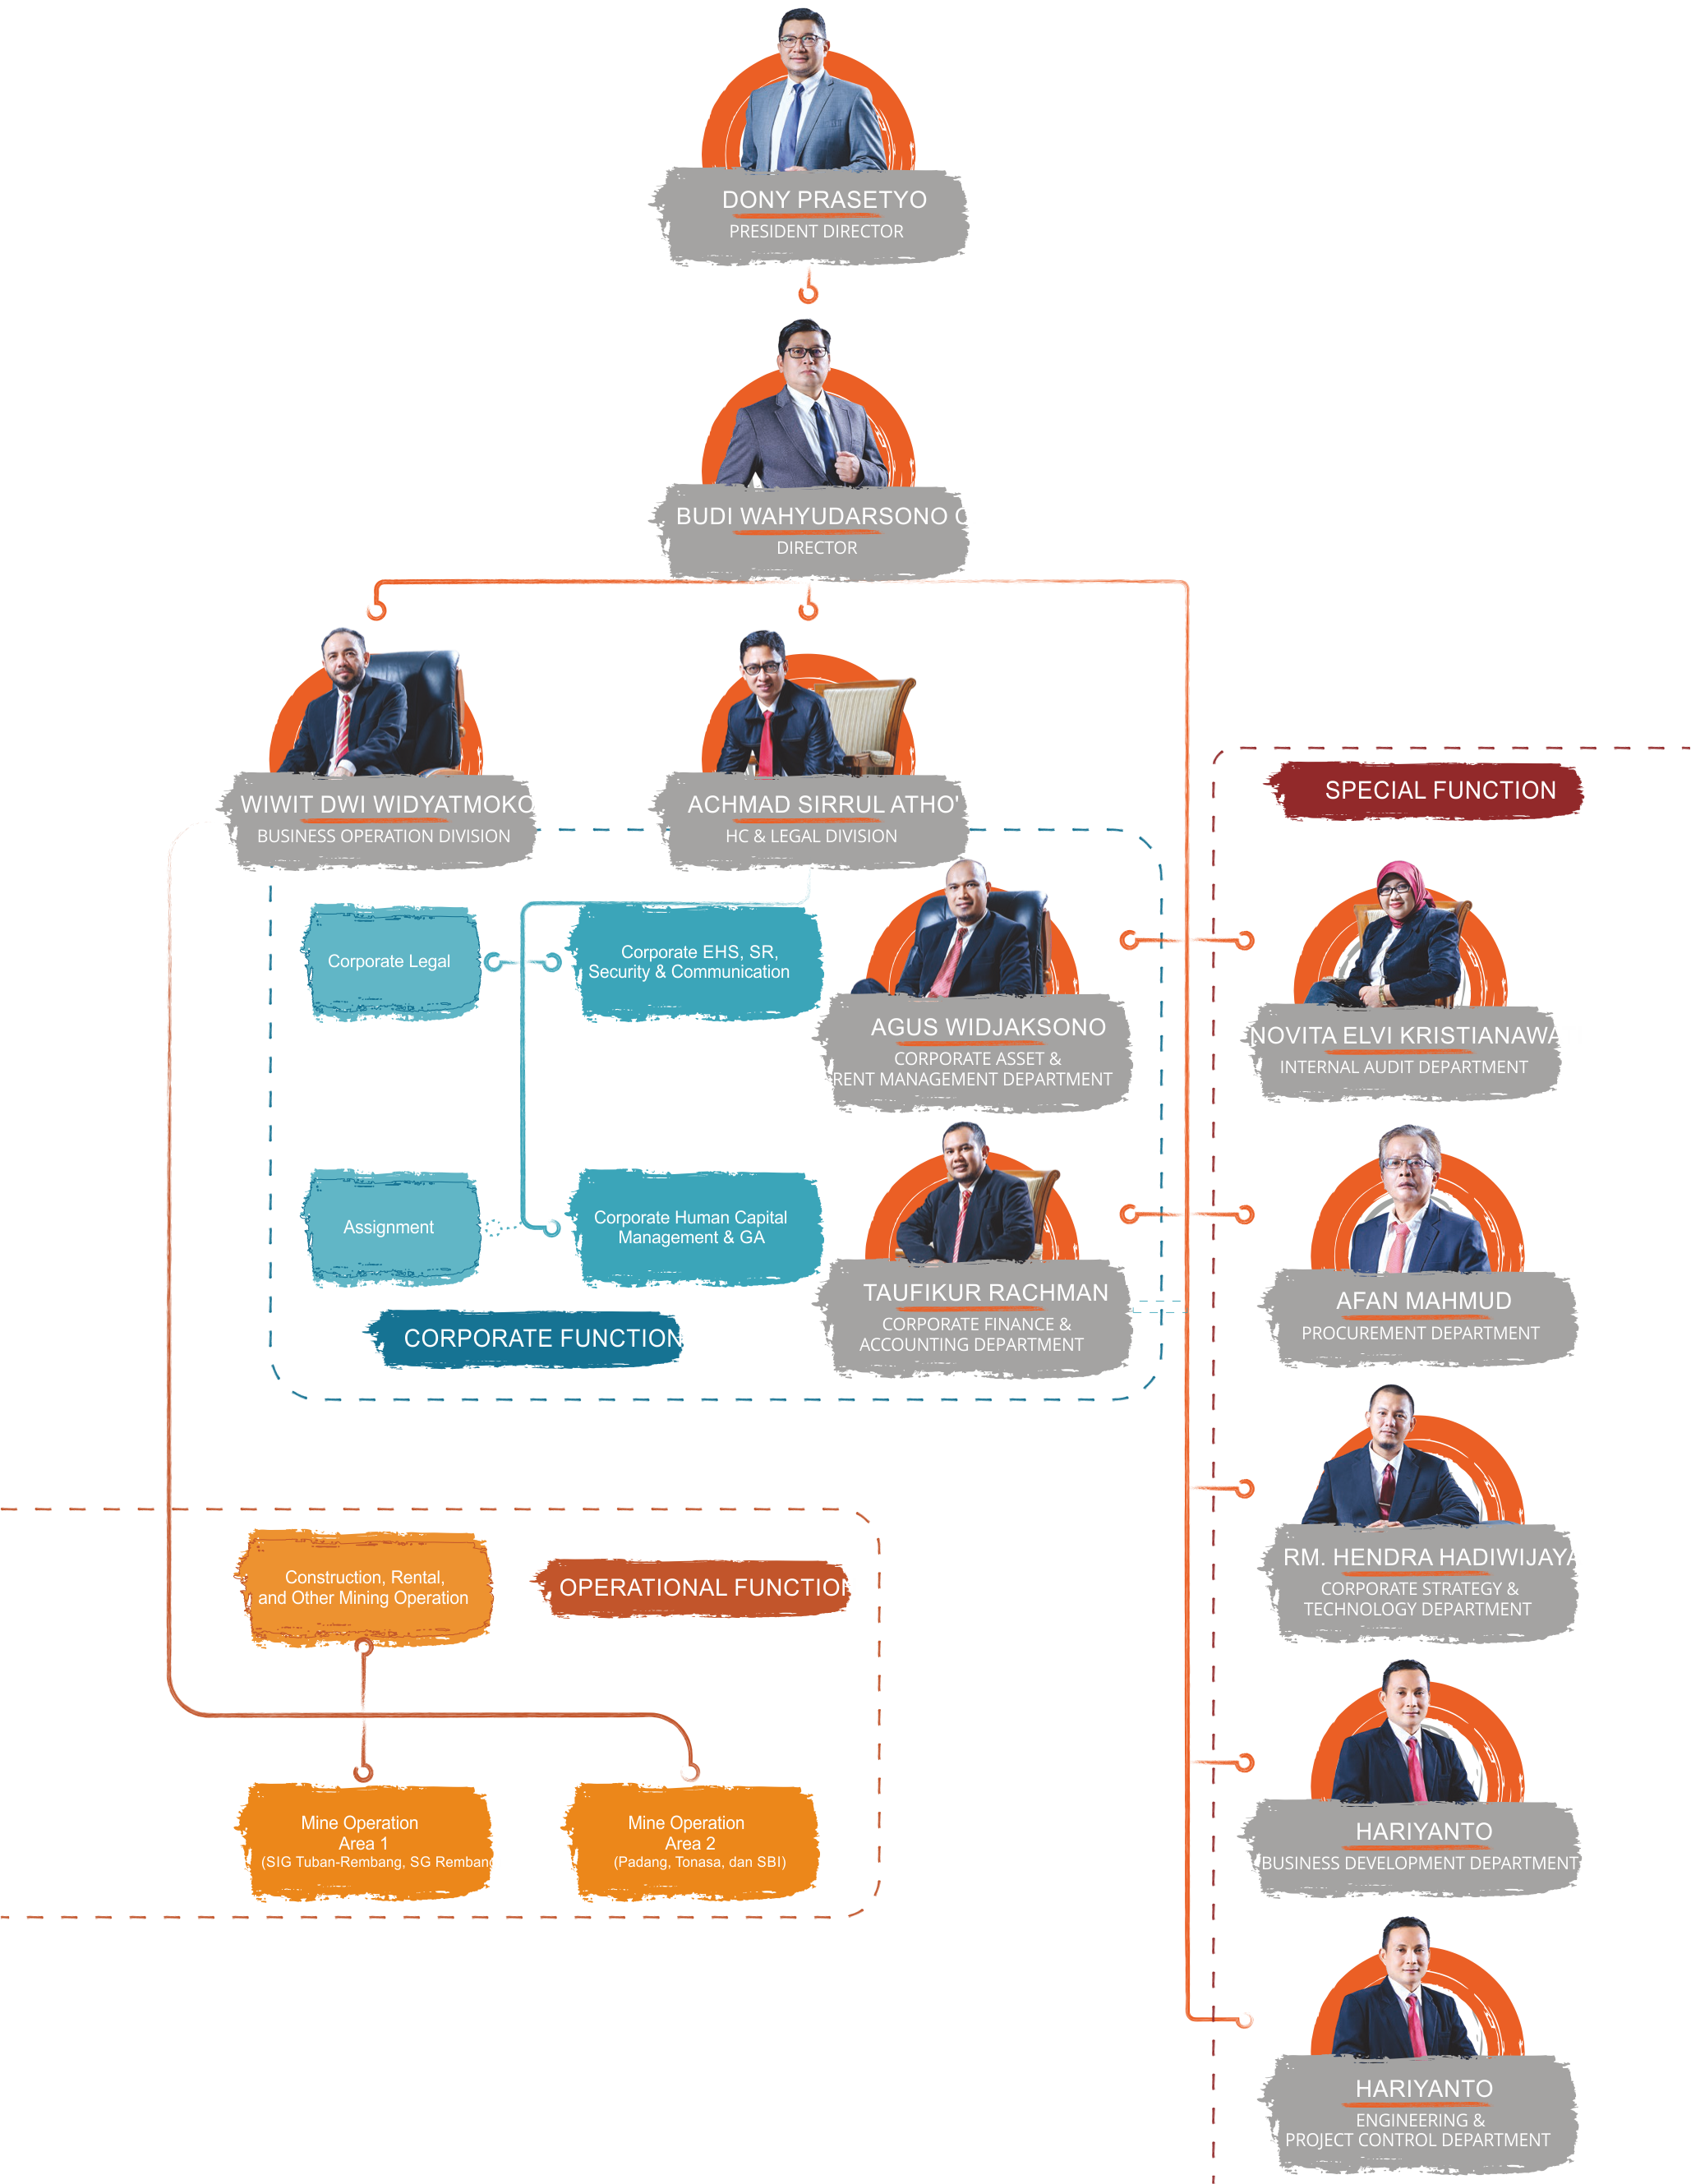 DONY PRASETYO
PRESIDENT DIRECTOR
BUDI WAHYUDARSONO
DIRECTOR
WIWIT DWI WIDYATMOKO
BUSINESS OPERATION DIVISION
ACHMAD SIRRUL ATHO'
HC & LEGAL DIVISION
SPECIAL FUNCTION
Corporate Legal
Corporate EHS, SR,
Security & Communication
AGUS WIDJAKSONO
CORPORATE ASSET &
RENT MANAGEMENT DEPARTMENT
NOVITA ELVI KRISTIANAWA
INTERNAL AUDIT DEPARTMENT
Assignment
Corporate Human Capital
Management & GA
TAUFIKUR RACHMAN
CORPORATE FINANCE &
ACCOUNTING DEPARTMENT
AFAN MAHMUD
PROCUREMENT DEPARTMENT
CORPORATE FUNCTION
RM. HENDRA HADIWIJAYA
CORPORATE STRATEGY &
TECHNOLOGY DEPARTMENT
Construction, Rental,
and Other Mining Operation
OPERATIONAL FUNCTION
Mine Operation
Area 1
(SIG Tuban-Rembang, SG Rembang
Mine Operation
Area 2
(Padang, Tonasa, dan SBI)
HARIYANTO
BUSINESS DEVELOPMENT DEPARTMENT
HARIYANTO
ENGINEERING &
PROJECT CONTROL DEPARTMENT